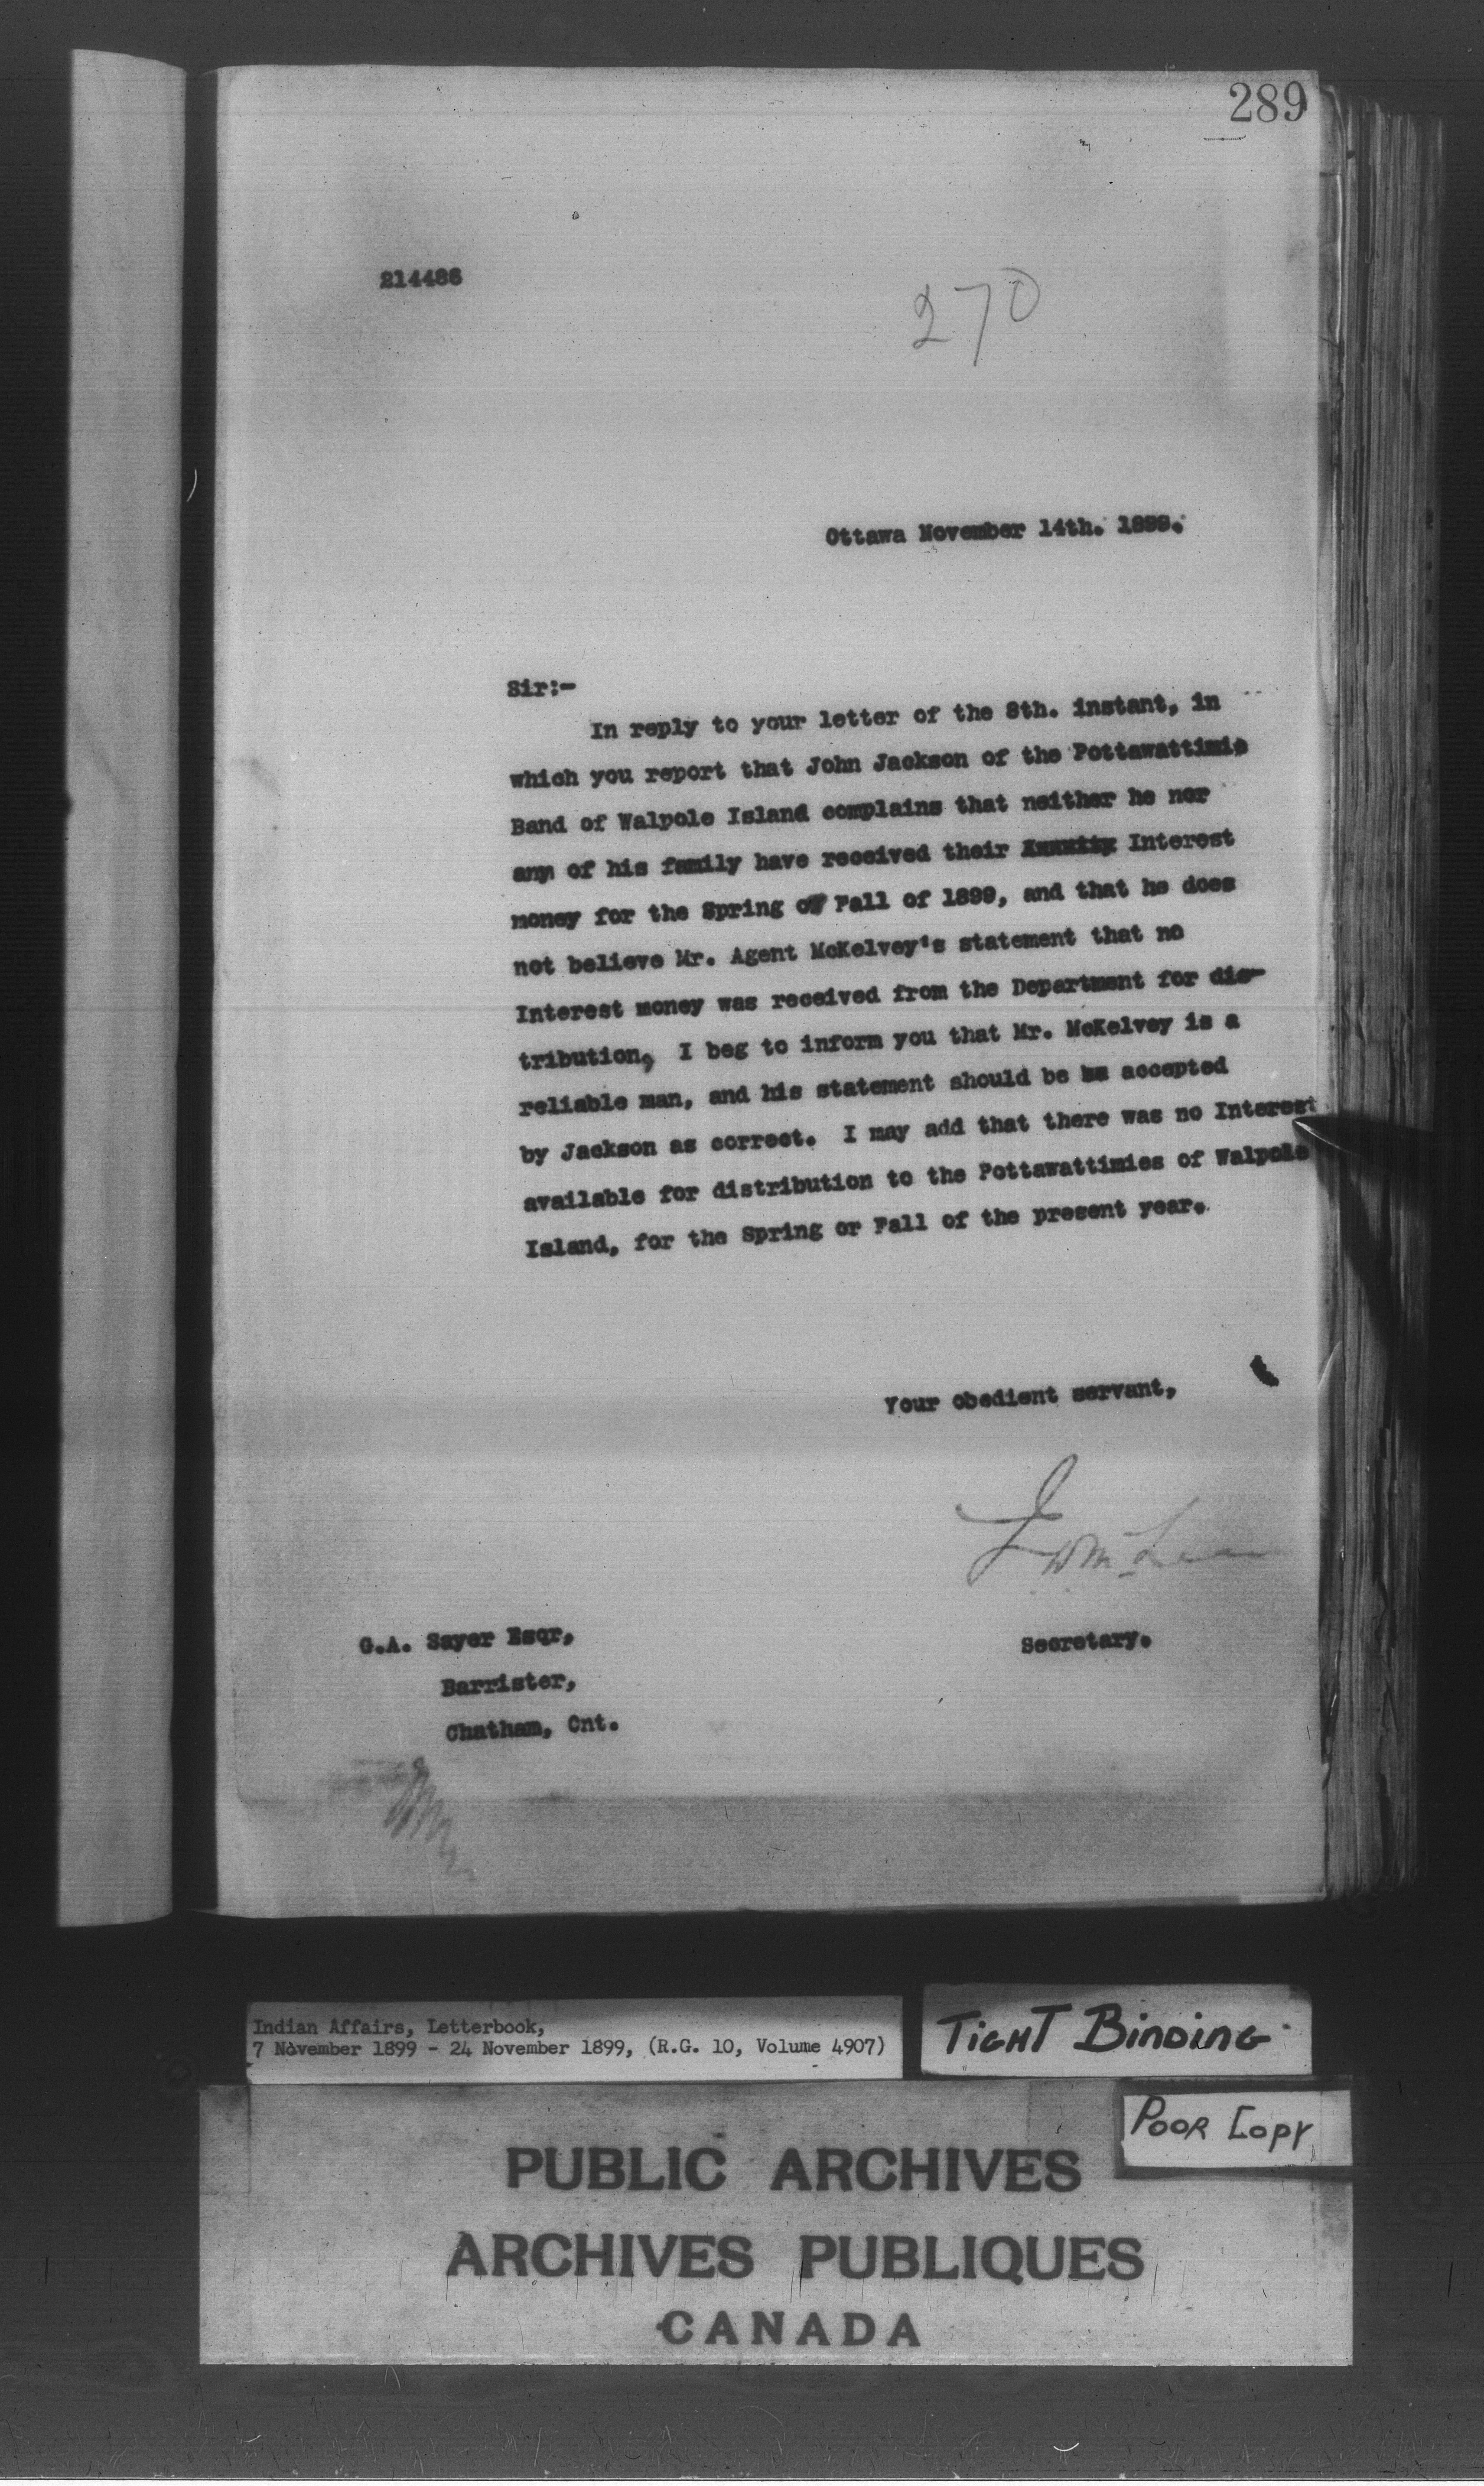 289
214486
270
Ottawa November 14th. 1899.
Sir:-
In reply to your letter of the 8th. instant, in
which you report that John Jackson of the Pottawattimie
Band of Walpole Island complains that neither he nor
any of his family have received their Annuity Interest
money for the Spring or Fall of 1899, and that he does
not believe Mr. Agent McKelvey's statement that no
Interest money was received from the Department for dis-
tribution, I beg to inform you that Mr. McKelvey is a
reliable man, and his statement should be accepted
by Jackson as correct. I may add that there was no Interest
available for distribution to the Pottawattimies of Walpole
Island, for the Spring or Fall of the present year.
Your obedient servant,
McLean
Secretary.
G.A. Sayer Esqr,
Barrister,
Chatham, Ont.
Indian Affairs, Letterbook,
7 November 1899 - 24 November 1899, (R.G. 10, Volume 4907)
TIGHT BINDING
POOR COPY
PUBLIC ARCHIVES
ARCHIVES PUBLIQUES
CANADA